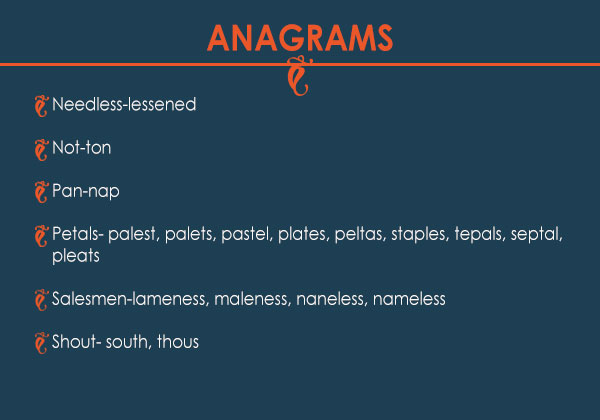 ANAGRAMS
Needless-lessened
Not-ton
Pan-nap
Petals- palest, palets, pastel, plates, peltas, staples, tepals, septal,
pleats
Salesmen-lameness, maleness, naneless, nameless
Shout- south, thous